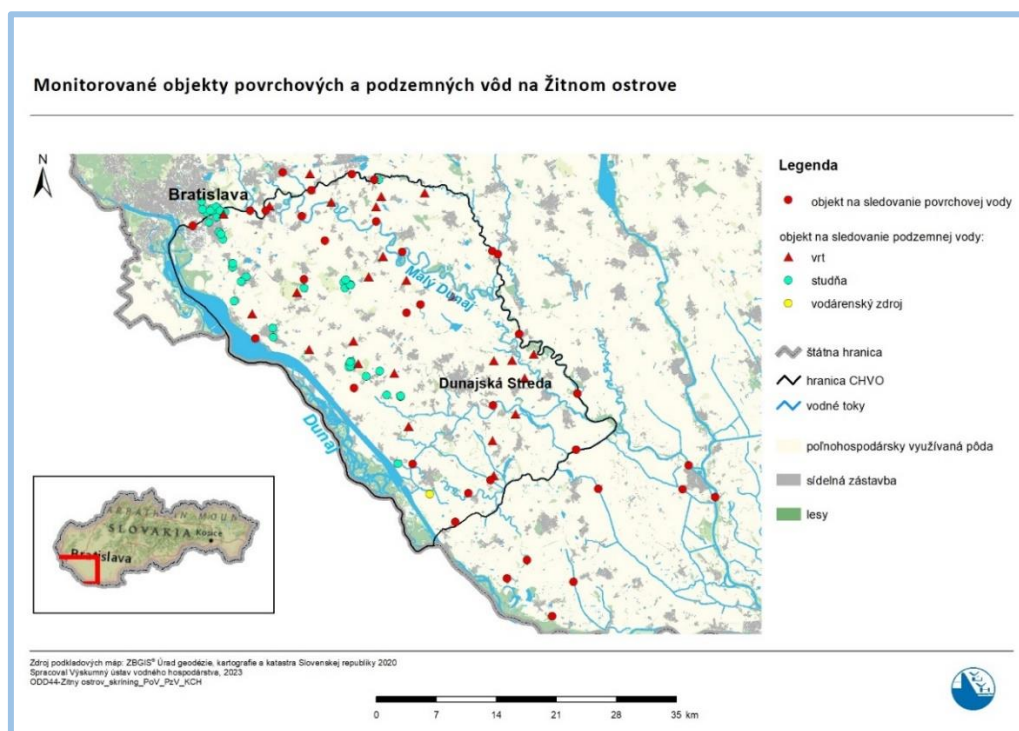 Monitorované objekty povrchových a podzemných vôd na Žitnom ostrove
N
Bratislava
Malý Dunaj
Dunajská Streda
Dunaj
Legenda
objekt na sledovanie povrchovej vody
objekt na sledovanie podzemnej vody:
vrt
studňa
vodárenský zdroj
štátna hranica
hranica CHVO
vodné toky
poľnohospodársky využívaná pôda
sídelná zástavba
lesy
SLOVAKIA
Košice
Bratislava
Zdroj podkladových máp: ZBGIS® Úrad geodézie, kartografie a katastra Slovenskej republiky 2020
Spracoval Výskumný ústav vodného hospodárstva, 2023
ODD44-Zitny ostrov_skríning_PoV_PzV_KCH
0 7 14 21 28 35 km